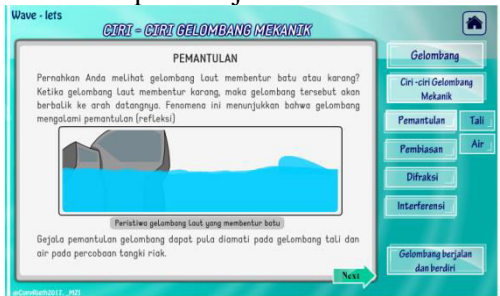 Wave - lets
CIRI - CIRI GELOMBANG MEKANIK
PEMANTULAN
Pernahkan Anda melihat gelombang laut membentur batu atau karang?
Ketika gelombang laut membentur karang, maka gelombang tersebut akan
berbalik ke arah datangnya. Fenomena ini menunjukkan bahwa gelombang
mengalami pemantulan (refleksi)
Peristiwa gelombang laut yang membentur batu
Gejala pemantulan gelombang dapat pula diamati pada gelombang tali dan
air pada percobaan tangki riak.
Next
Gelombang
Ciri -ciri Gelombang
Mekanik
Pemantulan
Tali
Air
Pembiasan
Difraksi
Interferensi
Gelombang berjalan
dan berdiri